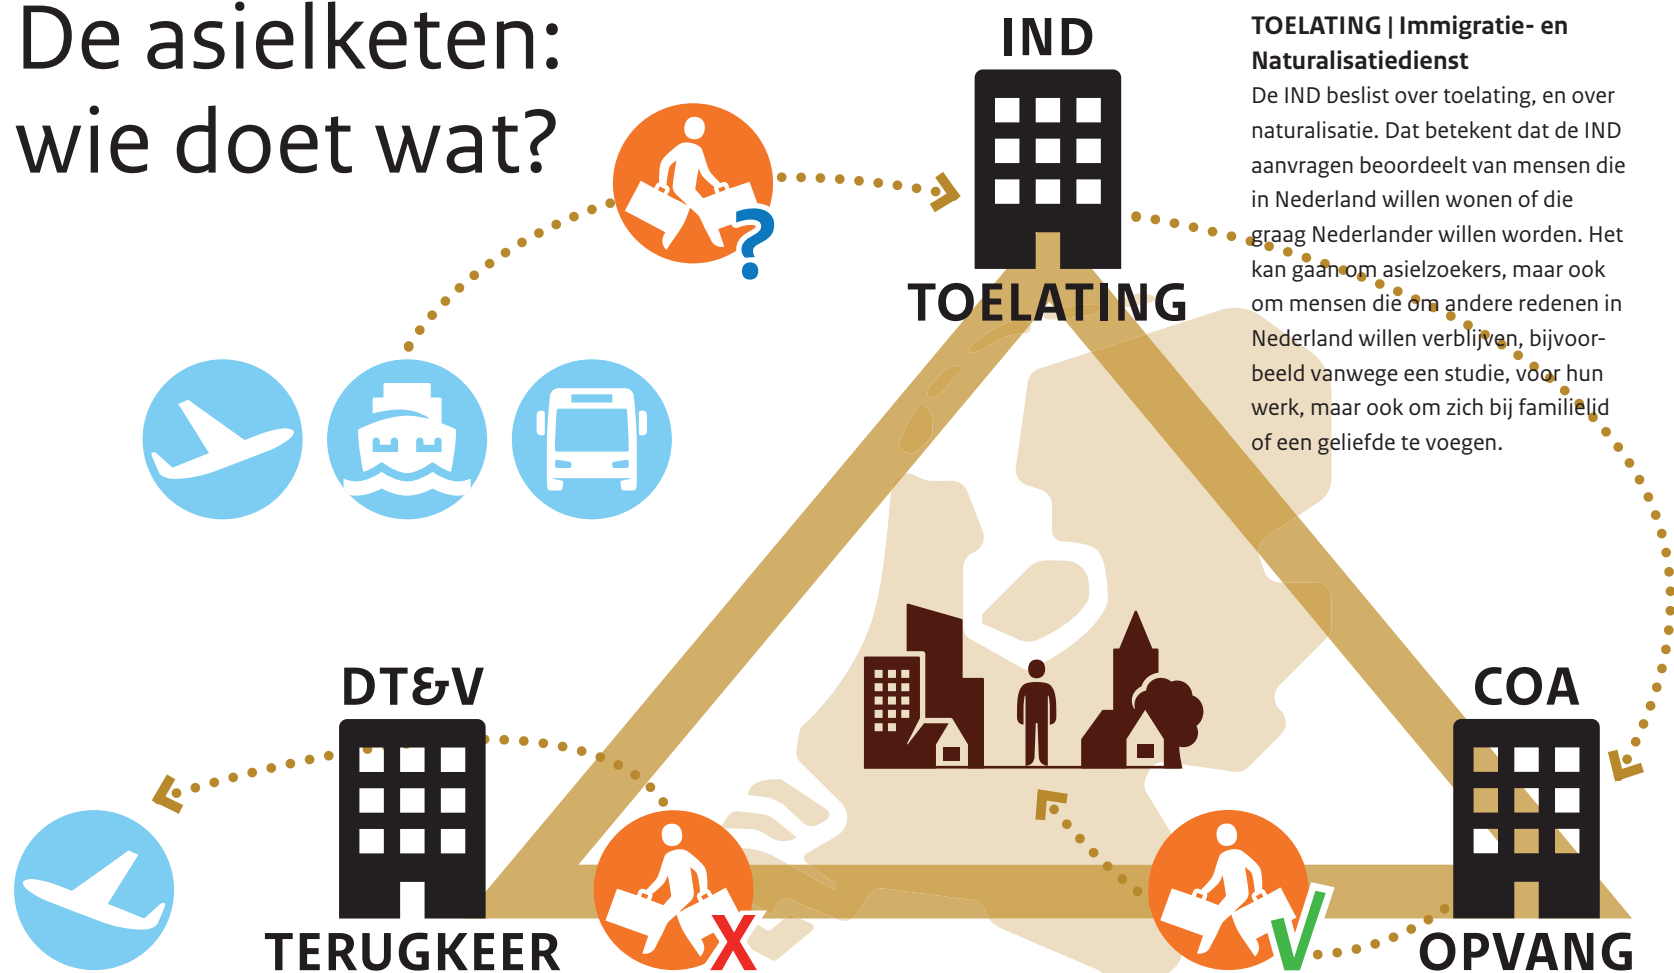 De asielketen:
wie doet wat?
IND
TOELATING
TOELATING | Immigratie- en
Naturalisatiedienst
De IND beslist over toelating, en over
naturalisatie. Dat betekent dat de IND
aanvragen beoordeelt van mensen die
in Nederland willen wonen of die
graag Nederlander willen worden. Het
kan gaan om asielzoekers, maar ook
om mensen die om andere redenen in
Nederland willen verblijven, bijvoor-
beeld vanwege een studie, voor hun
werk, maar ook om zich bij familielid
of een geliefde te voegen.
?
DT&V
TERUGKEER
X
COA
OPVANG